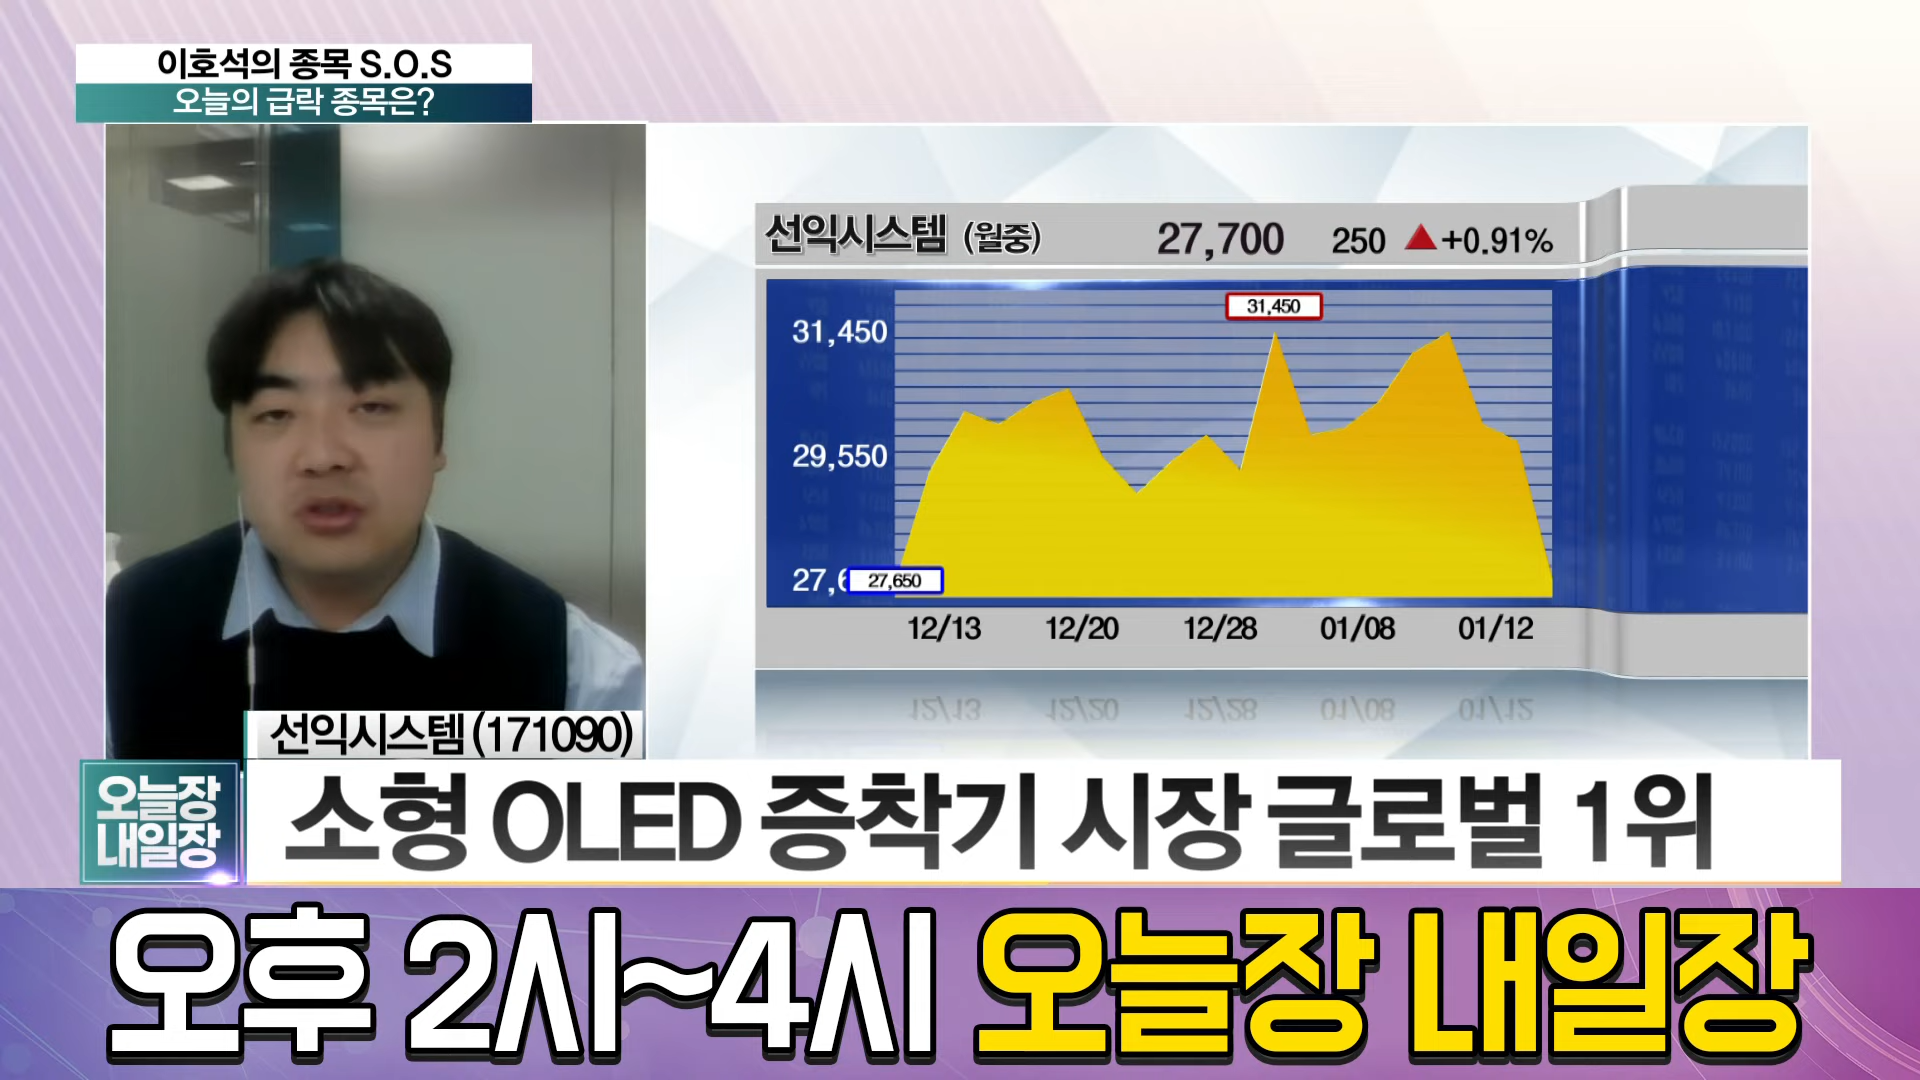 이호석의 종목 S.O.S
오늘의 급락 종목은?
선익시스템 (월중) 27,700 250 ▲+0.91%
31,450
31,450
29,550
27,6
27,650
12/13 12/20 12/28 01/08 01/12
선익시스템(171090)
오늘장
내일장
소형 OLED 증착기 시장 글로벌 1위
오후 2시~4시 오늘장 내일장